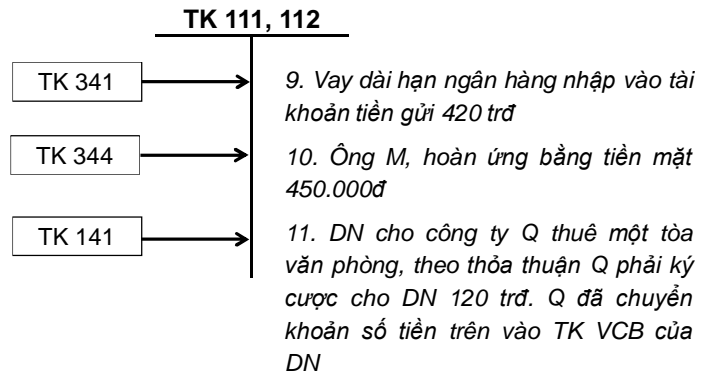 TK 111, 112
TK 341
9. Vay dài hạn ngân hàng nhập vào tài
khoản tiền gửi 420 trđ
TK 344
10. Ông M, hoàn ứng bằng tiền mặt
450.000đ
TK 141
11. DN cho công ty Q thuê một tòa
văn phòng, theo thỏa thuận Q phải ký
cược cho DN 120 trđ. Q đã chuyển
khoản số tiền trên vào TK VCB của
DN